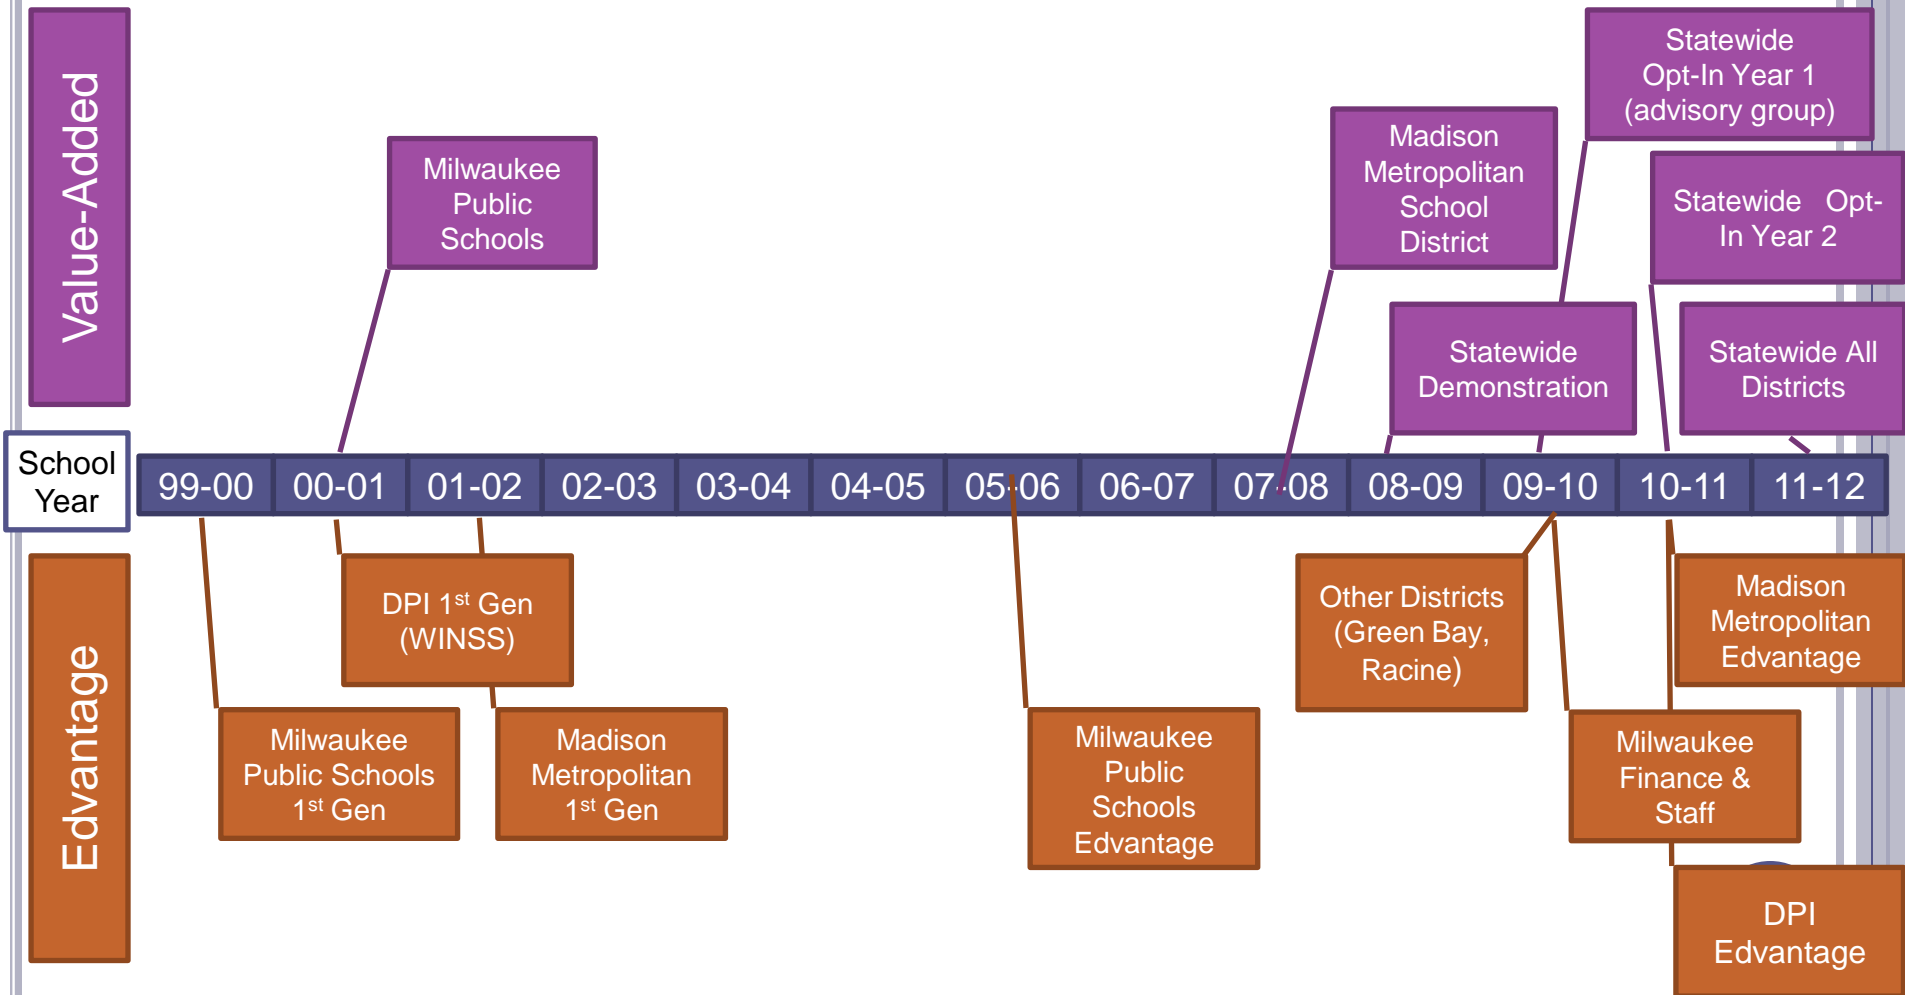 Value-Added
Milwaukee
Public
Schools
Madison
Metropolitan
School
District
Statewide
Opt-In Year 1
(advisory group)
Statewide Opt-
In Year 2
Statewide
Demonstration
Statewide All
Districts
School
Year
99-00 00-01 01-02 02-03 03-04 04-05 05-06 06-07 07-08 08-09 09-10 10-11 11-12
Edvantage
DPI 1st Gen
(WINSS)
Milwaukee
Public Schools
1st Gen
Madison
Metropolitan
1st Gen
Milwaukee
Public
Schools
Edvantage
Other Districts
(Green Bay,
Racine)
Milwaukee
Finance &
Staff
Madison
Metropolitan
Edvantage
DPI
Edvantage